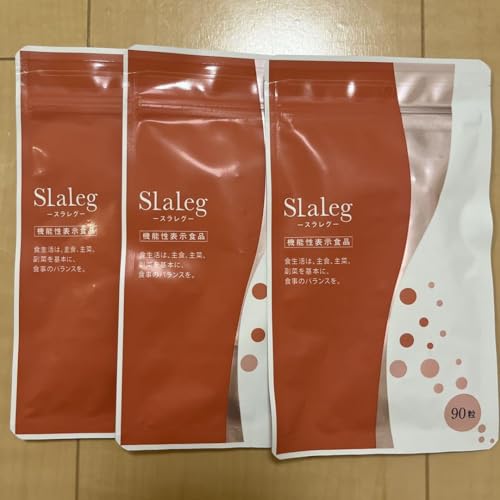 Slaleg
ースラレグー
機能性表示食品
食生活は、主食、主菜、
副菜を基本に、
食事のバランスを。
Slaleg
ースラレグー
機能性表示食品
食生活は、主食、主菜、
副菜を基本に、
食事のバランスを。
Slaleg
ースラレグー
機能性表示食品
食生活は、主食、主菜、
副菜を基本に、
食事のバランスを。
90粒